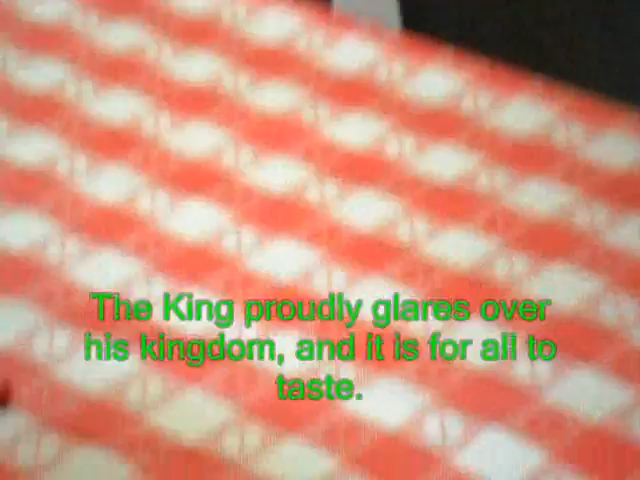 The King proudly glares over
his kingdom, and it is for all to
taste.